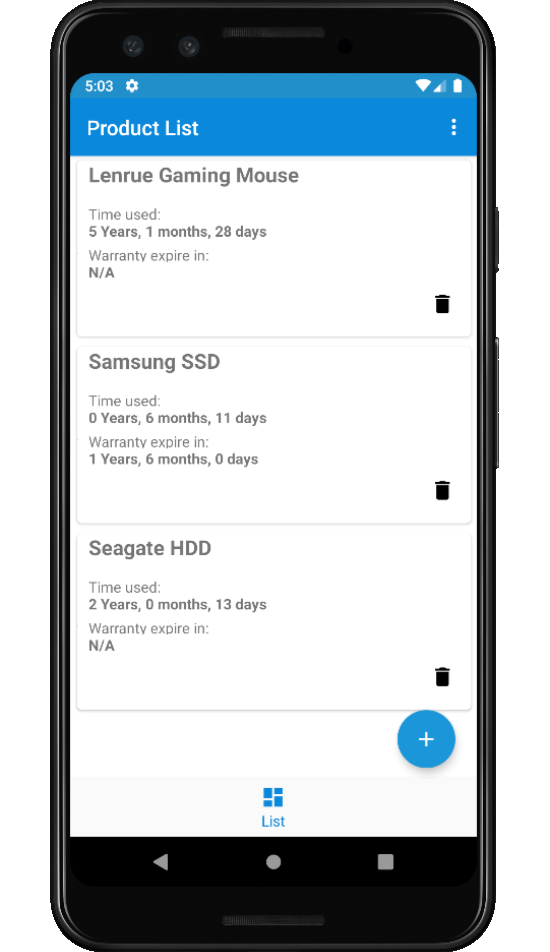 5:03
Product List
Lenrue Gaming Mouse
Time used:
5 Years, 1 months, 28 days
Warranty expire in:
N/A
Samsung SSD
Time used:
0 Years, 6 months, 11 days
Warranty expire in:
1 Years, 6 months, 0 days
Seagate HDD
Time used:
2 Years, 0 months, 13 days
Warranty expire in:
N/A
List